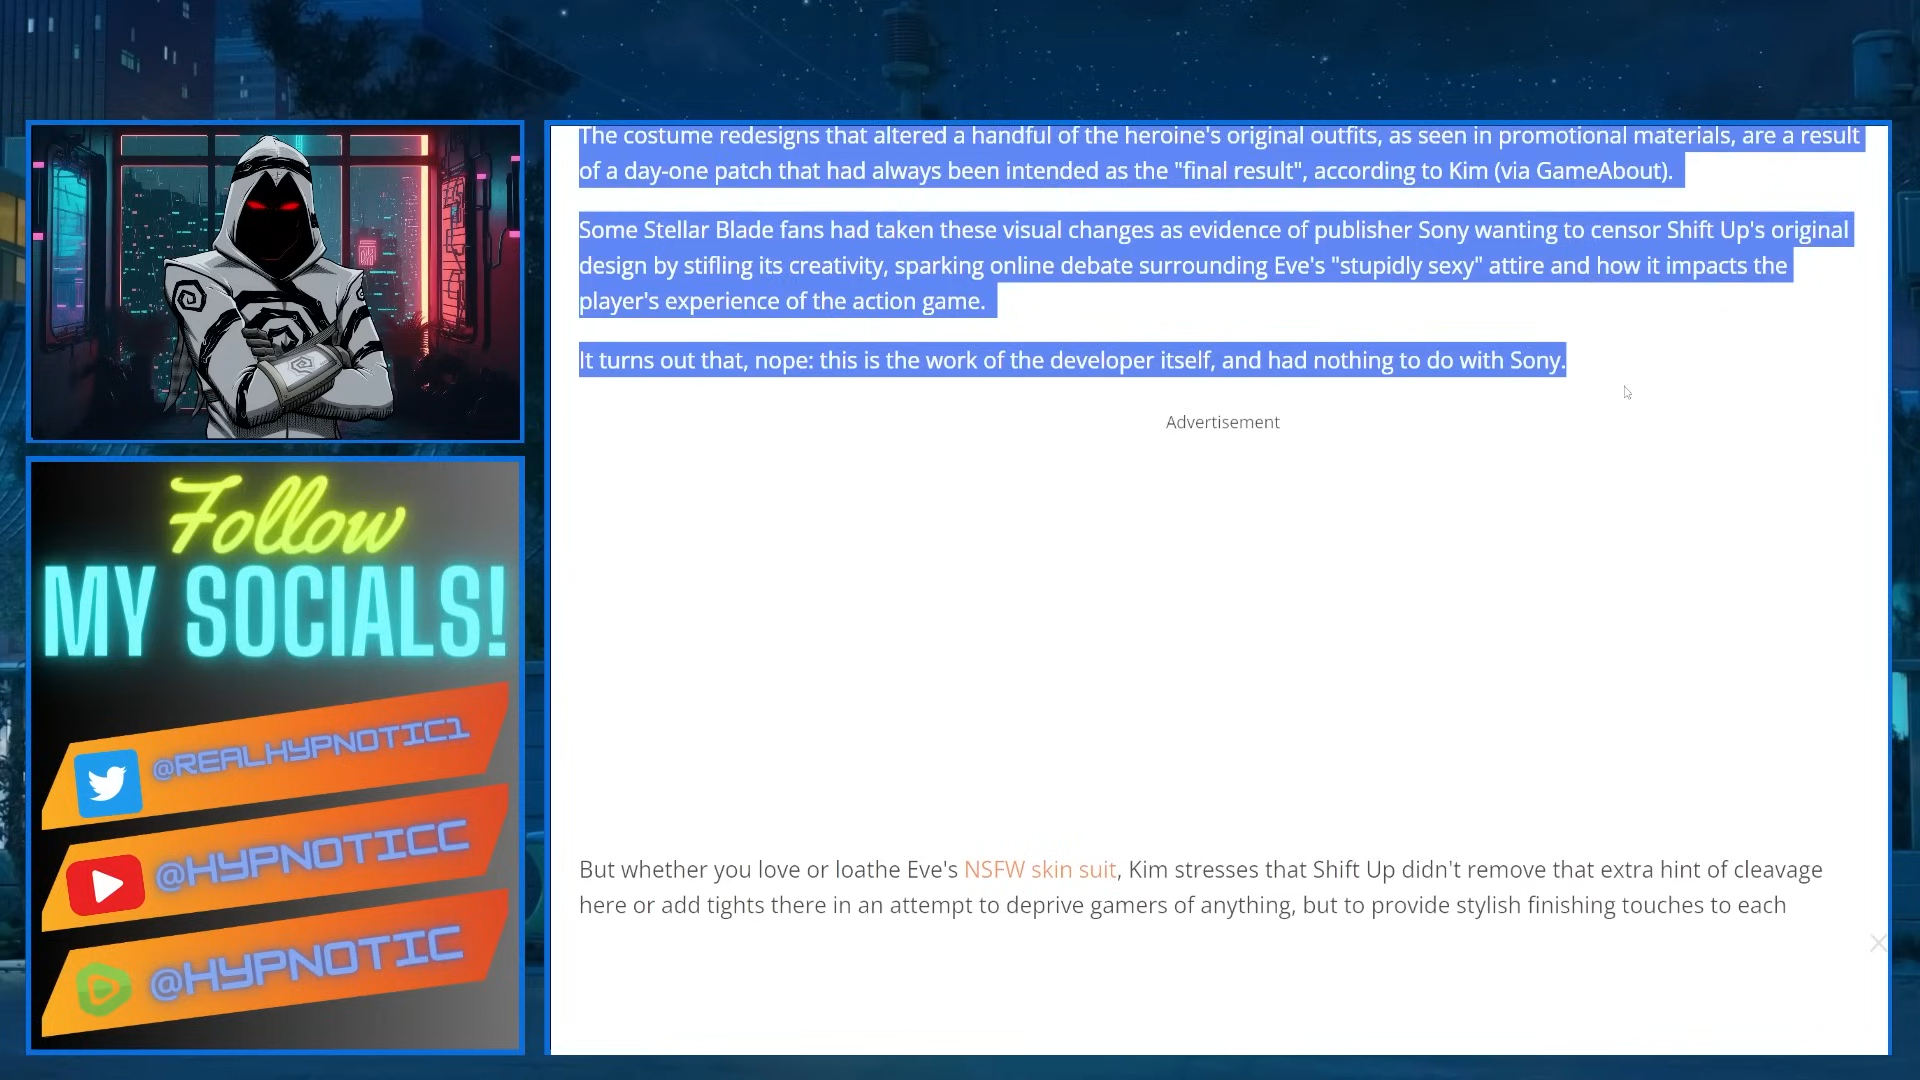 The costume redesigns that altered a handful of the heroine's original outfits, as seen in promotional materials, are a result
of a day-one patch that had always been intended as the "final result", according to Kim (via GameAbout).
Some Stellar Blade fans had taken these visual changes as evidence of publisher Sony wanting to censor Shift Up's original
design by stifling its creativity, sparking online debate surrounding Eve's "stupidly sexy" attire and how it impacts the
player's experience of the action game.
It turns out that, nope: this is the work of the developer itself, and had nothing to do with Sony.
Advertisement
But whether you love or loathe Eve's NSFW skin suit, Kim stresses that Shift Up didn't remove that extra hint of cleavage
here or add tights there in an attempt to deprive gamers of anything, but to provide stylish finishing touches to each
Follow
MY SOCIALS!
@REALHYPNOTIC1
@HYPNOTICC
@HYPNOTIC